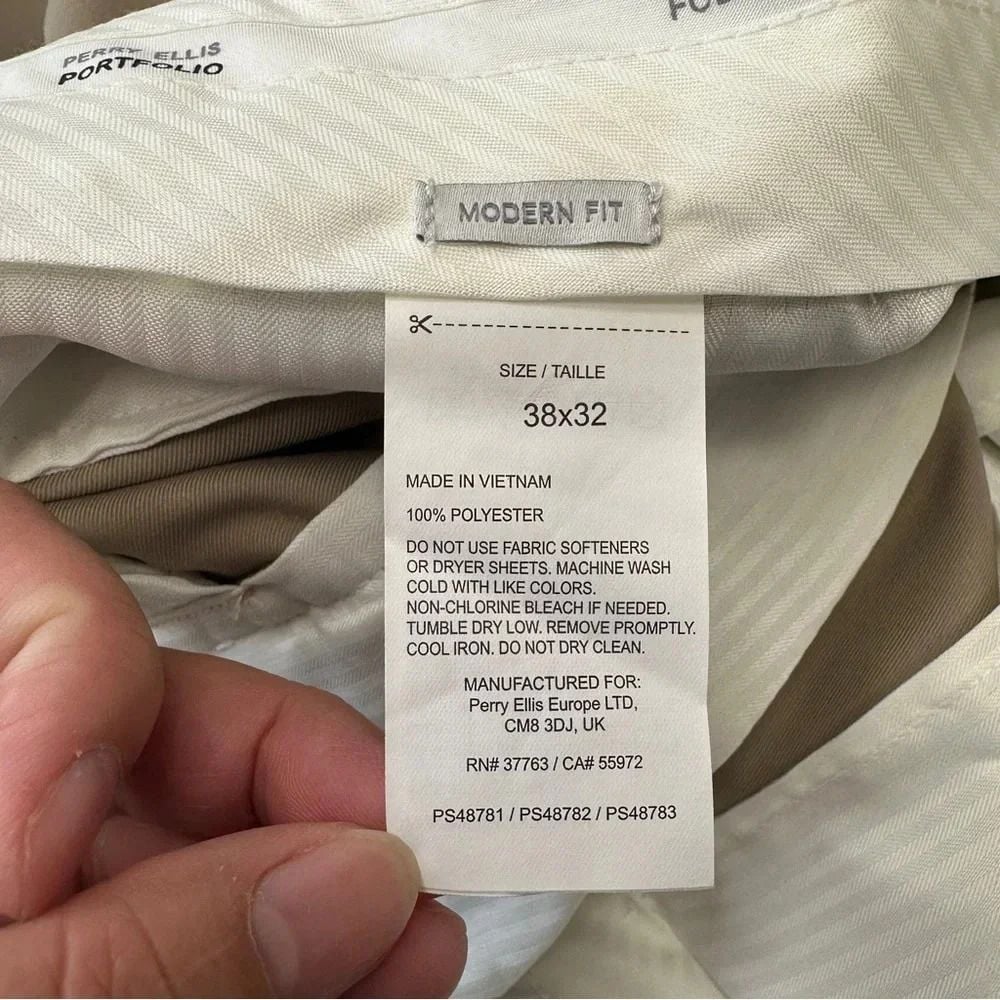 PERRY ELLIS
PORTFOLIO
MODERN FIT
SIZE / TAILLE
38x32
MADE IN VIETNAM
100% POLYESTER
DO NOT USE FABRIC SOFTENERS
OR DRYER SHEETS. MACHINE WASH
COLD WITH LIKE COLORS.
NON-CHLORINE BLEACH IF NEEDED.
TUMBLE DRY LOW. REMOVE PROMPTLY.
COOL IRON. DO NOT DRY CLEAN.
MANUFACTURED FOR:
Perry Ellis Europe LTD,
CM8 3DJ, UK
RN# 37763 / CA# 55972
PS48781 / PS48782 / PS48783